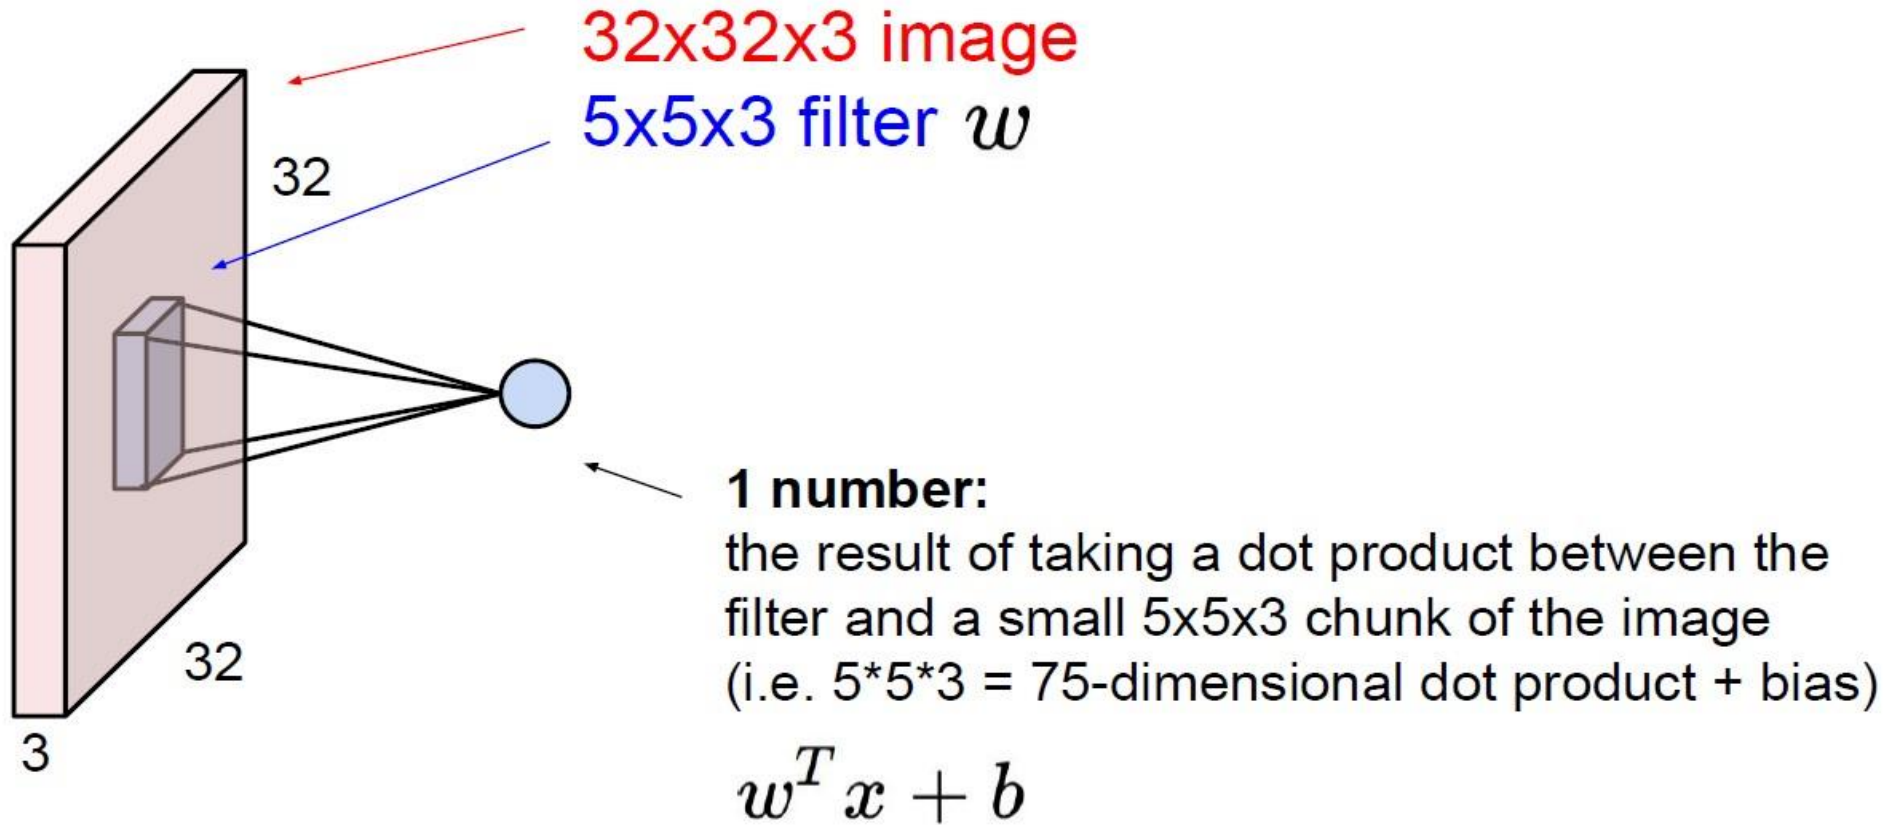 32x32x3 image
5x5x3 filter w
32
32
3
1 number:
the result of taking a dot product between the
filter and a small 5x5x3 chunk of the image
(i.e. 5*5*3 = 75-dimensional dot product + bias)
w^T x + b